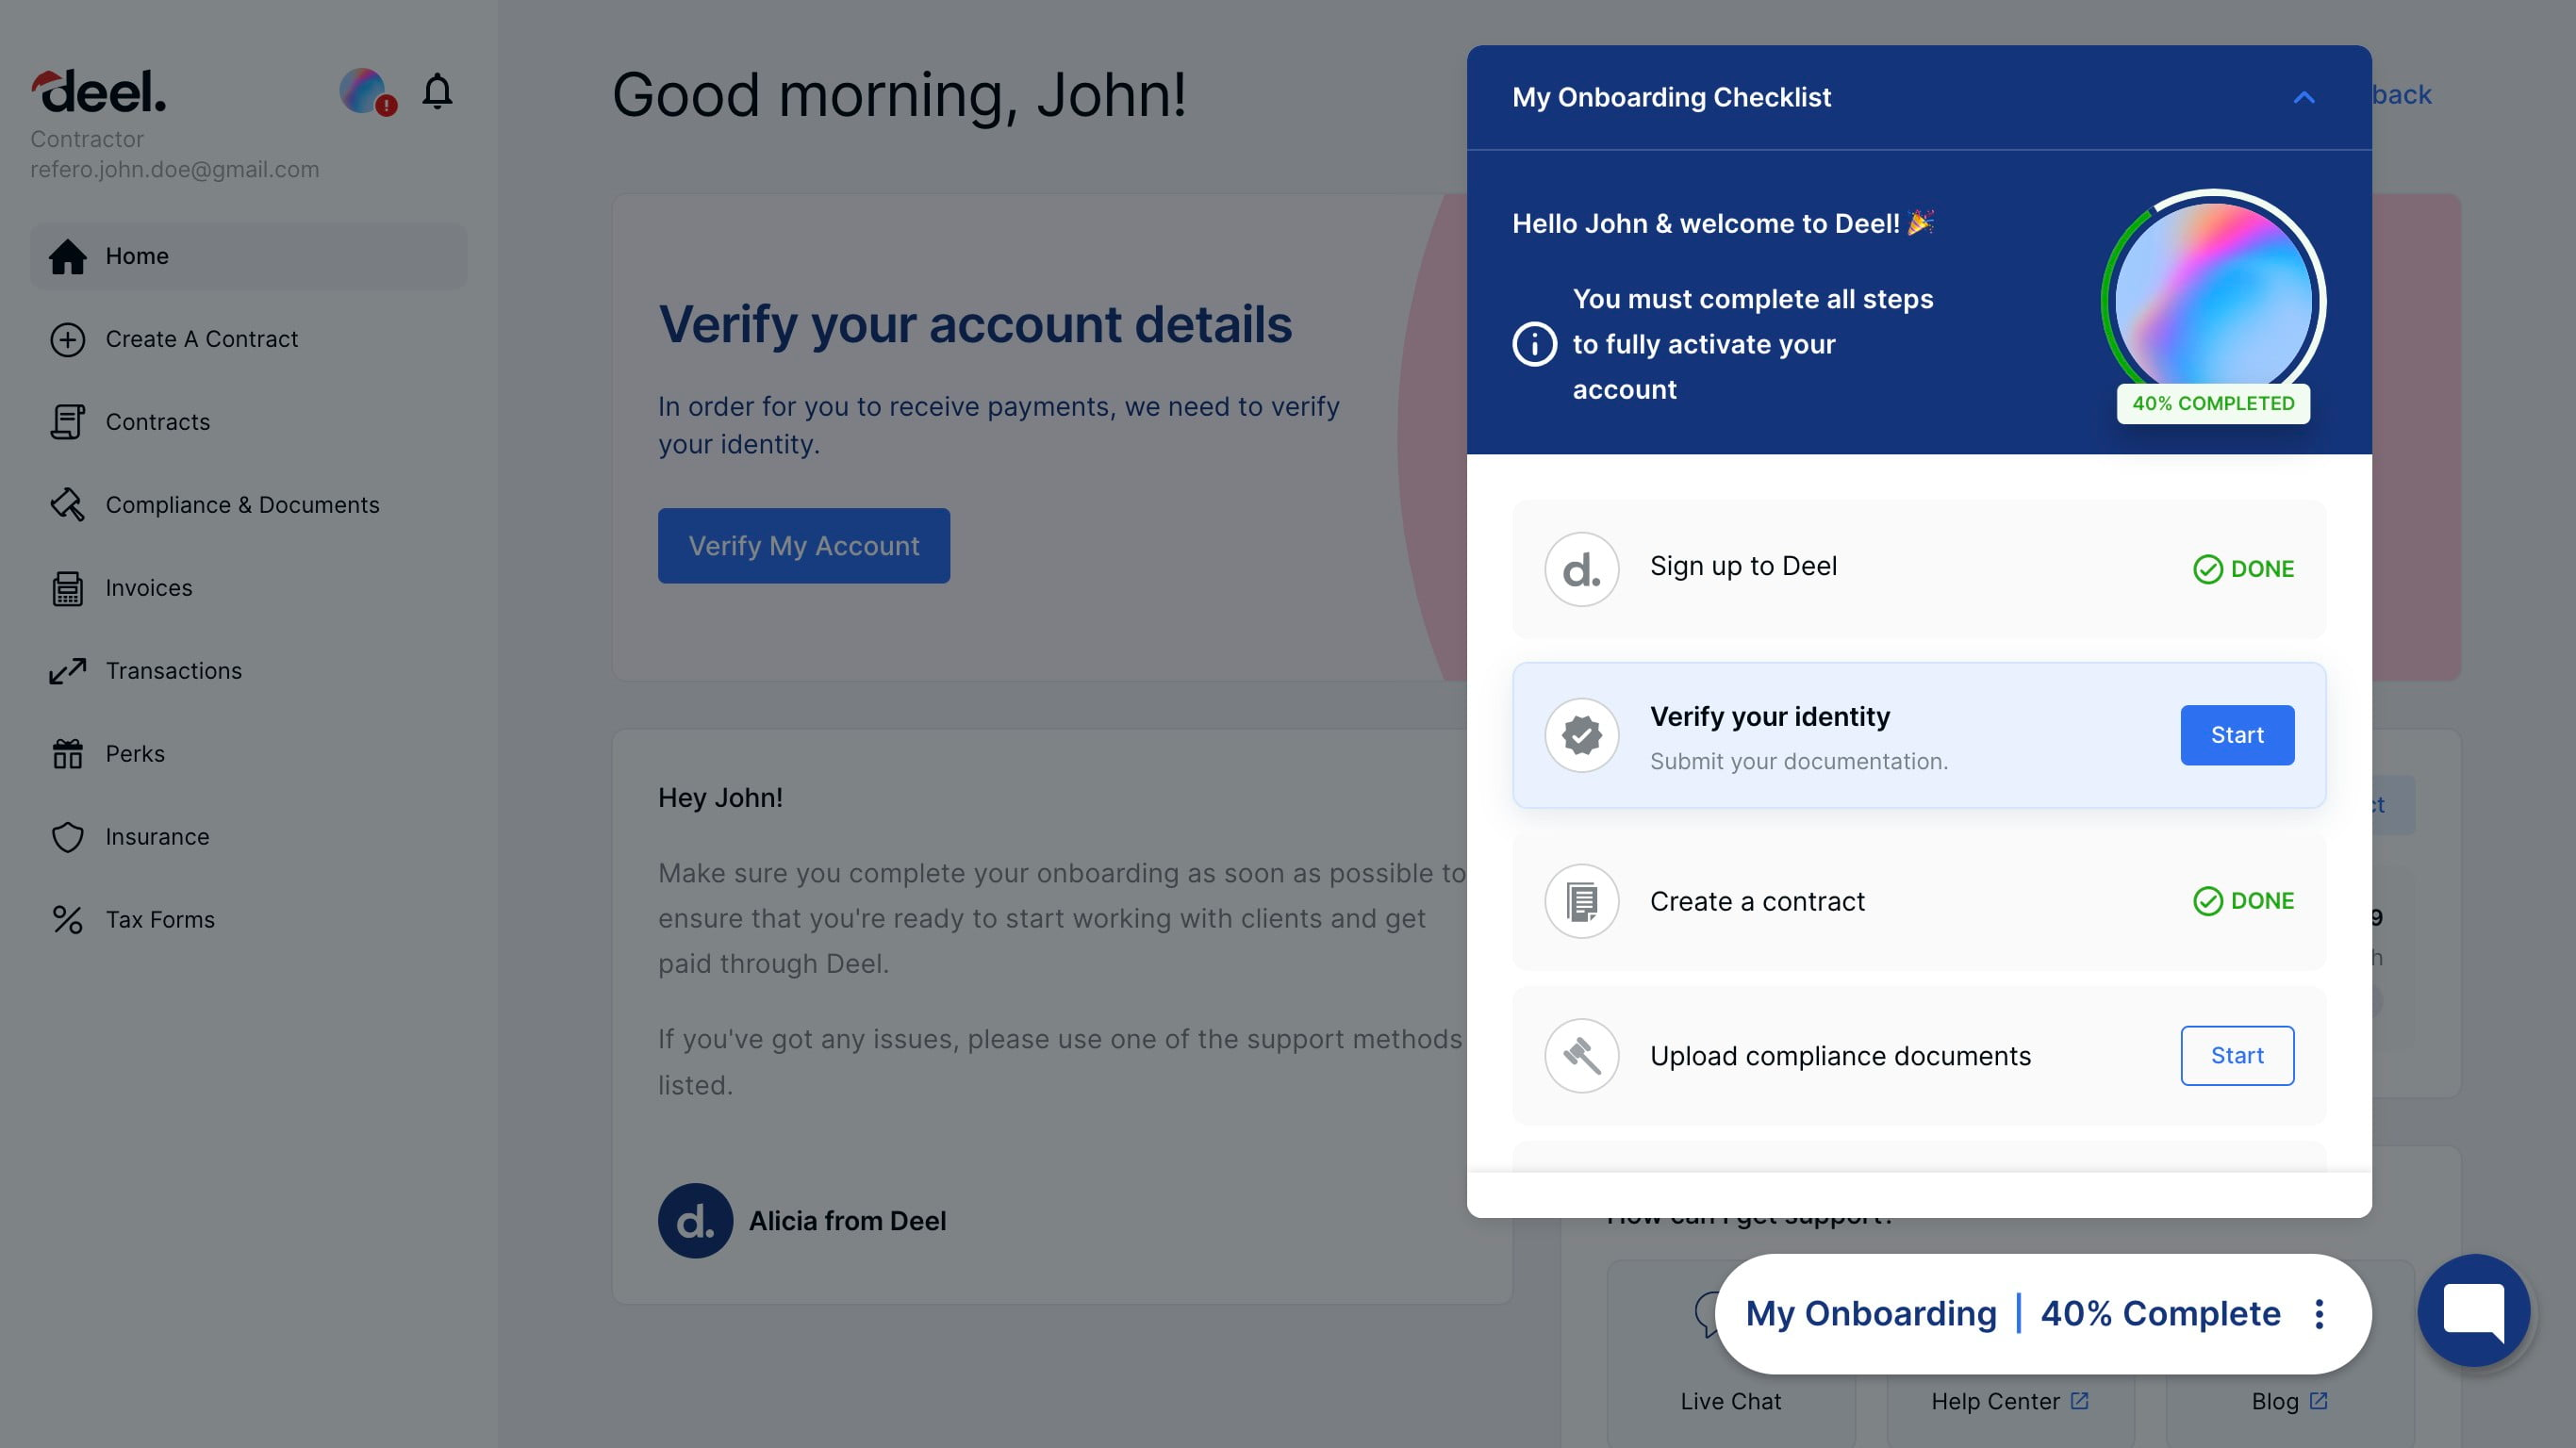 deel.
Contractor
refero.john.doe@gmail.com
Home
Create A Contract
Contracts
Compliance & Documents
Invoices
Transactions
Perks
Insurance
Tax Forms
Good morning, John!
back
Verify your account details
In order for you to receive payments, we need to verify
your identity.
Verify My Account
Hey John!
Make sure you complete your onboarding as soon as possible to
ensure that you're ready to start working with clients and get
paid through Deel.
If you've got any issues, please use one of the support methods
listed.
d.
Alicia from Deel
My Onboarding Checklist
Hello John & welcome to Deel! 🎉
You must complete all steps
to fully activate your
account
40% COMPLETED
d.
Sign up to Deel
DONE
Verify your identity
Submit your documentation.
Start
Create a contract
DONE
Upload compliance documents
Start
ct
9
h
How can I get support?
My Onboarding | 40% Complete
Live Chat
Help Center
Blog